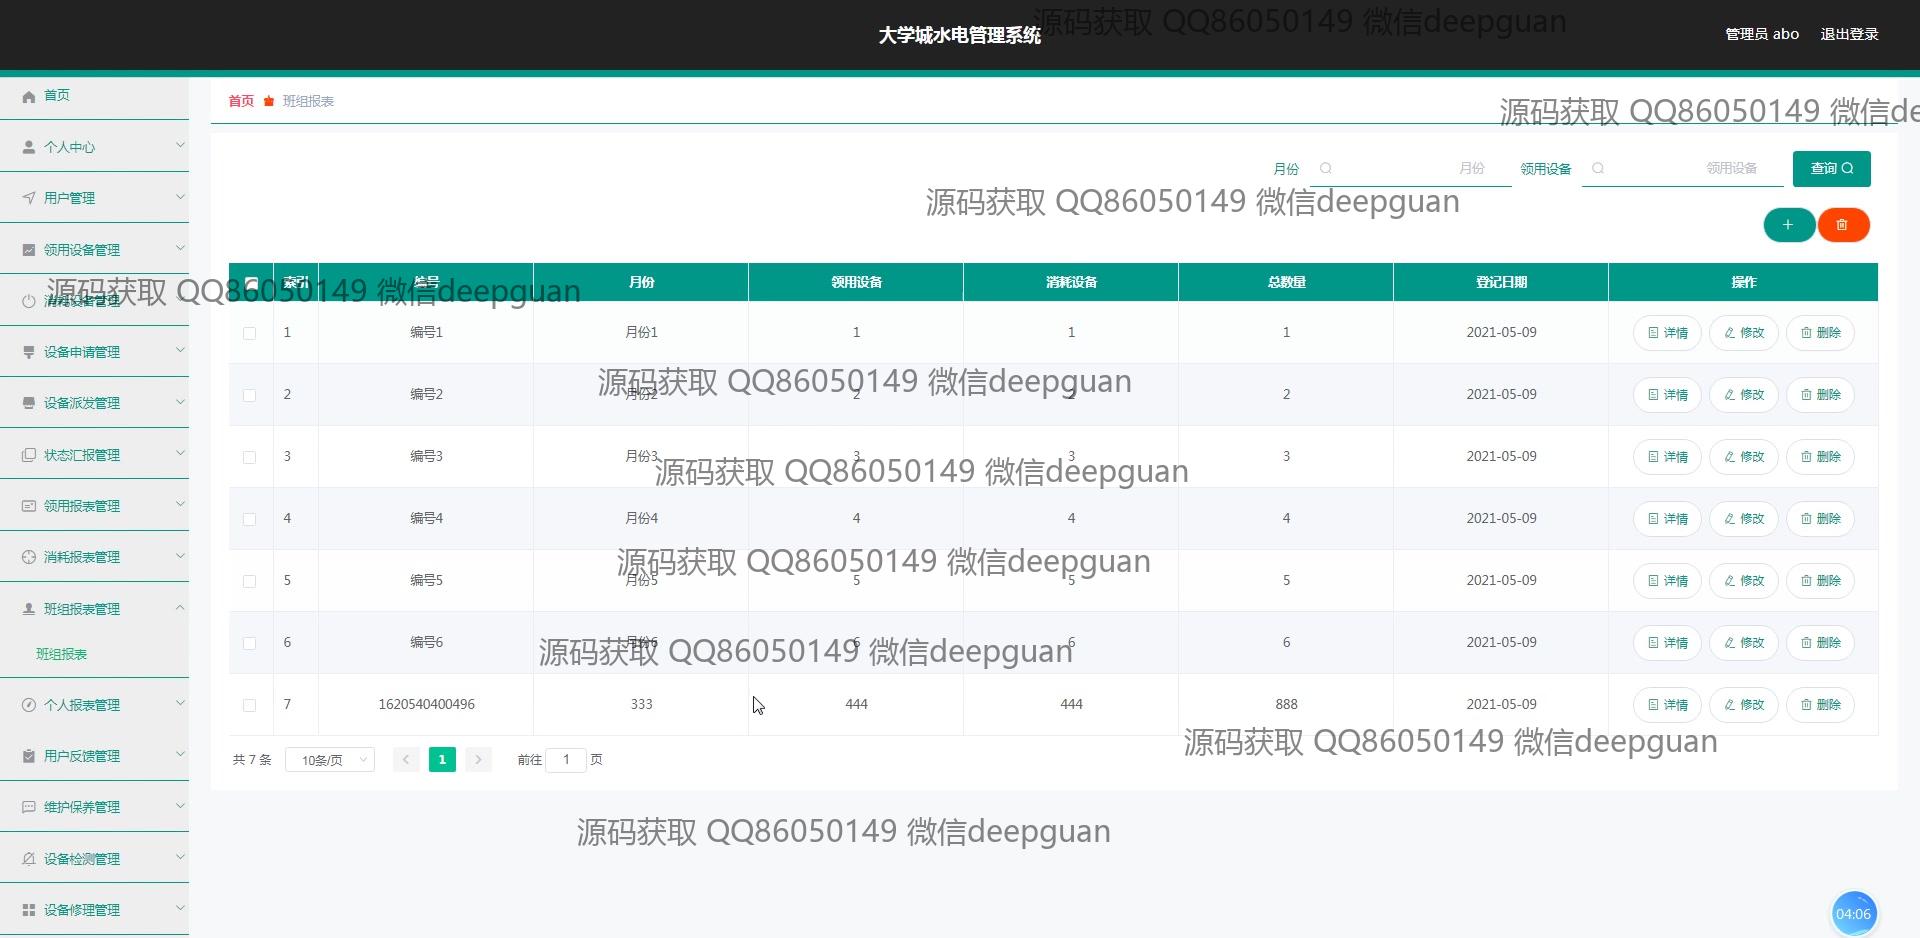 大学城水电管理系统
源码获取 QQ86050149 微信deepguan
管理员 abo 退出登录
首页
个人中心
用户管理
领用设备管理
消耗设备管理
设备申请管理
设备派发管理
状态汇报管理
领用报表管理
消耗报表管理
班组报表管理
班组报表
个人报表管理
用户反馈管理
维护保养管理
设备检测管理
设备修理管理
首页 班组报表
源码获取 QQ86050149 微信de
月份 月份 领用设备 领用设备 查询
源码获取 QQ86050149 微信deepguan
索引 编号 月份 领用设备 消耗设备 总数量 登记日期 操作
源码获取 QQ86050149 微信deepguan
1 编号1 月份1 1 1 1 2021-05-09 详情 修改 删除
2 编号2 月份2 2 2 2 2021-05-09 详情 修改 删除
源码获取 QQ86050149 微信deepguan
3 编号3 月份3 3 3 3 2021-05-09 详情 修改 删除
源码获取 QQ86050149 微信deepguan
4 编号4 月份4 4 4 4 2021-05-09 详情 修改 删除
源码获取 QQ86050149 微信deepguan
5 编号5 月份5 5 5 5 2021-05-09 详情 修改 删除
6 编号6 月份6 6 6 6 2021-05-09 详情 修改 删除
源码获取 QQ86050149 微信deepguan
7 1620540400496 333 444 444 888 2021-05-09 详情 修改 删除
源码获取 QQ86050149 微信deepguan
共 7 条 10条/页 1 前往 1 页
源码获取 QQ86050149 微信deepguan
04:06